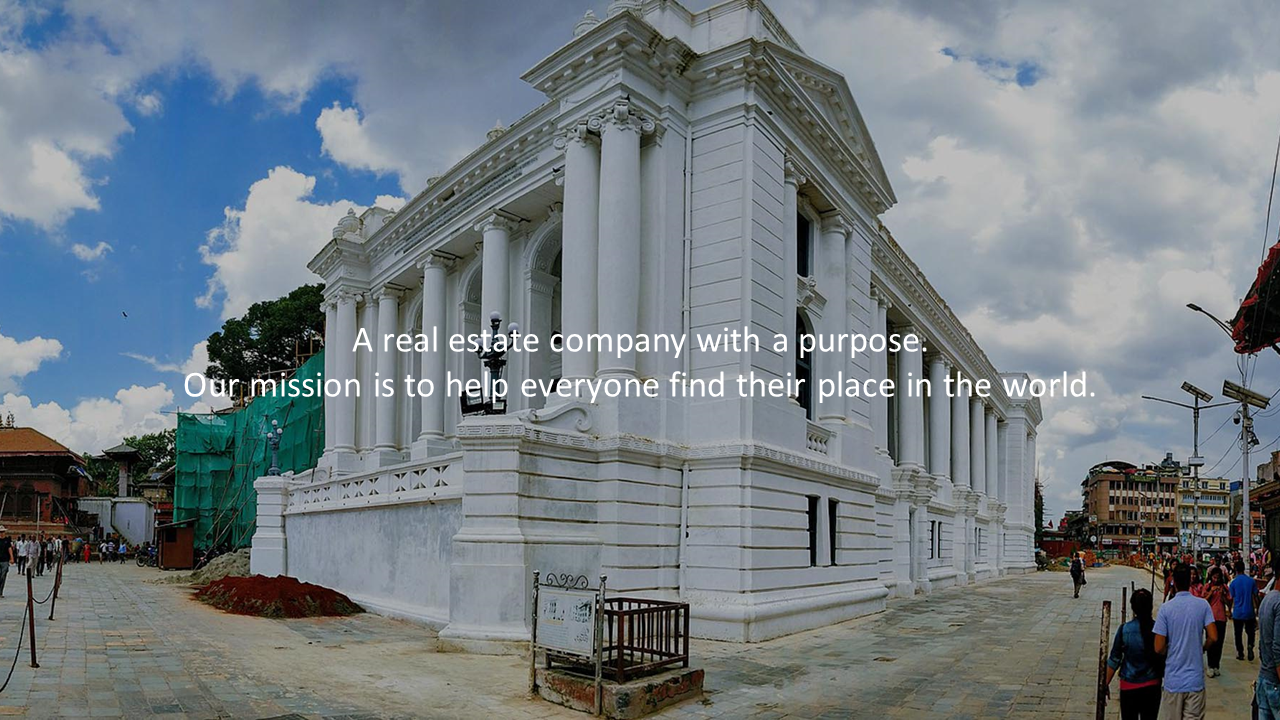 A real estate company with a purpose.
Our mission is to help everyone find their place in the world.